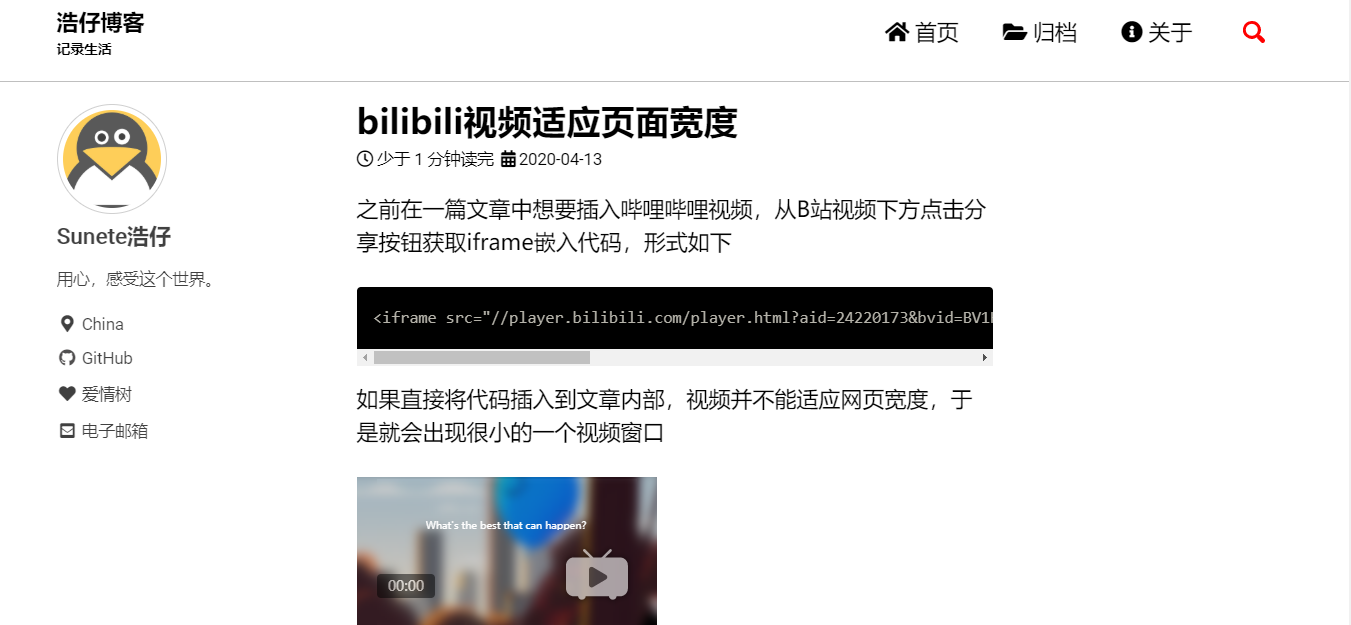 浩仔博客
记录生活
首页 归档 关于
bilibili视频适应页面宽度
少于 1 分钟读完 2020-04-13
Sunete浩仔
用心，感受这个世界。
China
GitHub
爱情树
电子邮箱
之前在一篇文章中想要插入哔哩哔哩视频，从B站视频下方点击分
享按钮获取iframe嵌入代码，形式如下
<iframe src="//player.bilibili.com/player.html?aid=24220173&bvid=BV1
如果直接将代码插入到文章内部，视频并不能适应网页宽度，于
是就会出现很小的一个视频窗口
What's the best that can happen?
00:00